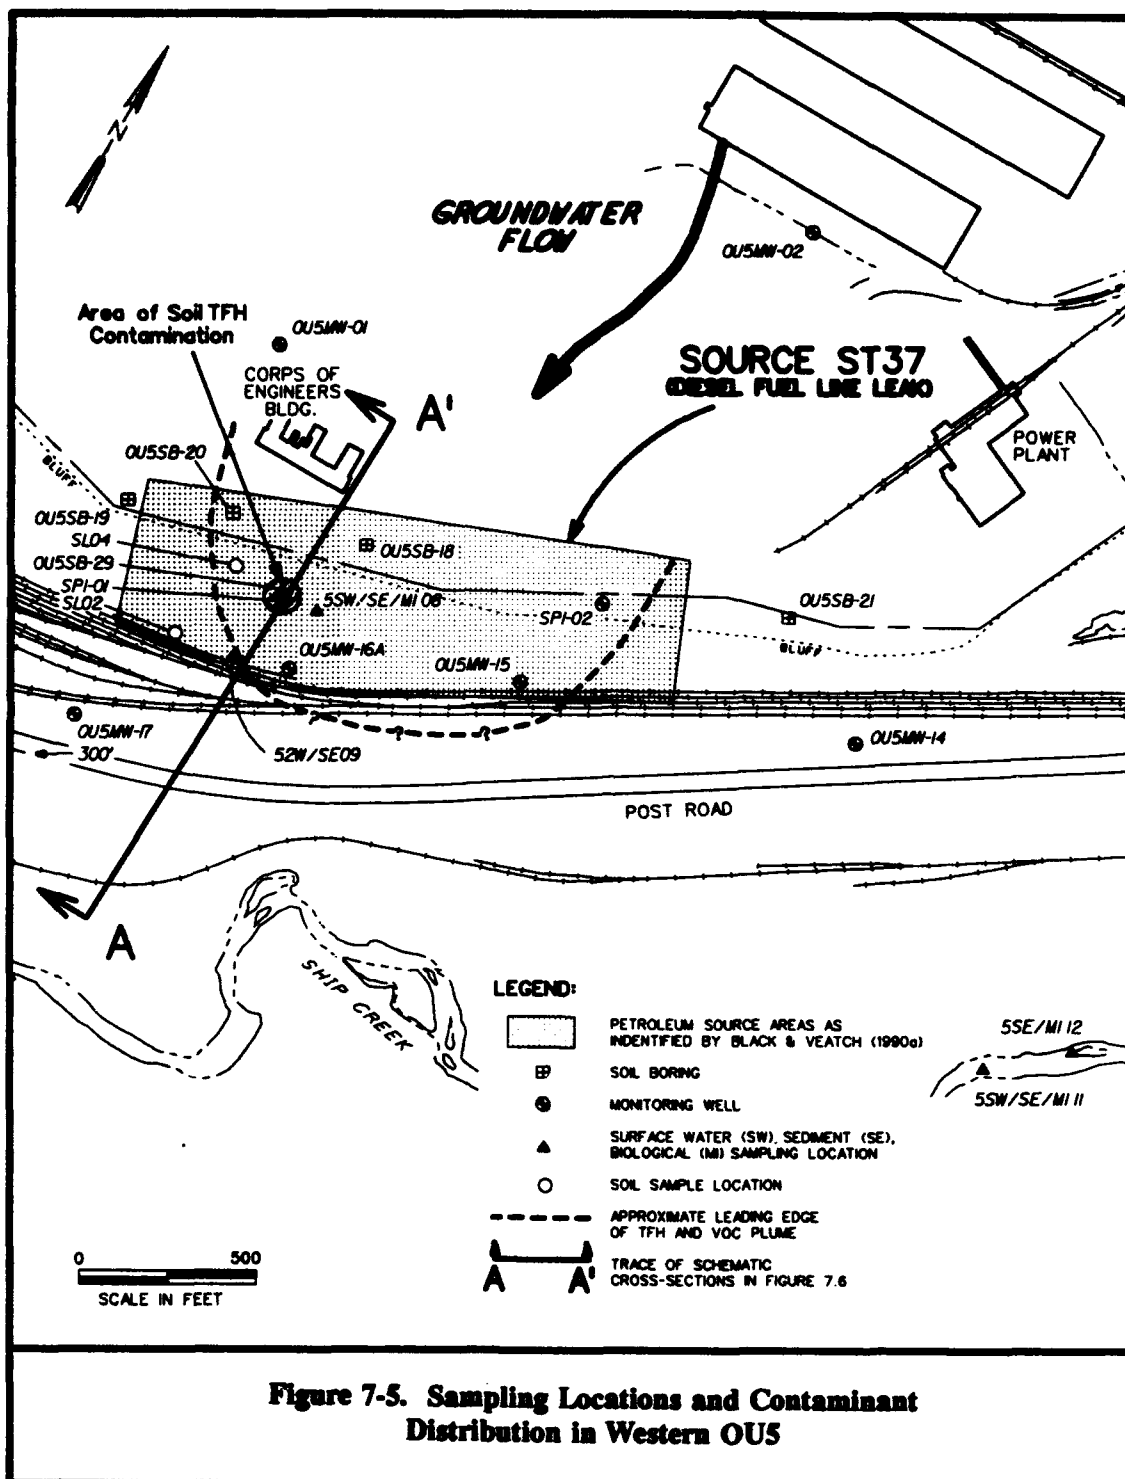 N
GROUNDWATER
FLOW
OU5MW-02
Area of Soil TFH
Contamination
OU5MW-01
CORPS OF
ENGINEERS
BLDG.
A'
SOURCE ST37
(DIESEL FUEL LINE LEAK)
POWER
PLANT
BLUFF
OU5SB-20
OU5SB-19
SL04
OU5SB-29
SP1-01
SL02
OU5SB-18
5SW/SE/MI 08
SP1-02
OU5SB-21
BLUFF
OU5MW-16A
OU5MW-15
OU5MW-17
300'
52W/SE09
?
?
OU5MW-14
POST ROAD
A
SHIP CREEK
LEGEND:
PETROLEUM SOURCE AREAS AS
INDENTIFIED BY BLACK & VEATCH (1990a)
SOIL BORING
MONITORING WELL
SURFACE WATER (SW), SEDIMENT (SE),
BIOLOGICAL (MI) SAMPLING LOCATION
SOIL SAMPLE LOCATION
APPROXIMATE LEADING EDGE
OF TFH AND VOC PLUME
A A'
TRACE OF SCHEMATIC
CROSS-SECTIONS IN FIGURE 7.6
5SE/MI 12
5SW/SE/MI 11
0 500
SCALE IN FEET
Figure 7-5. Sampling Locations and Contaminant
Distribution in Western OU5